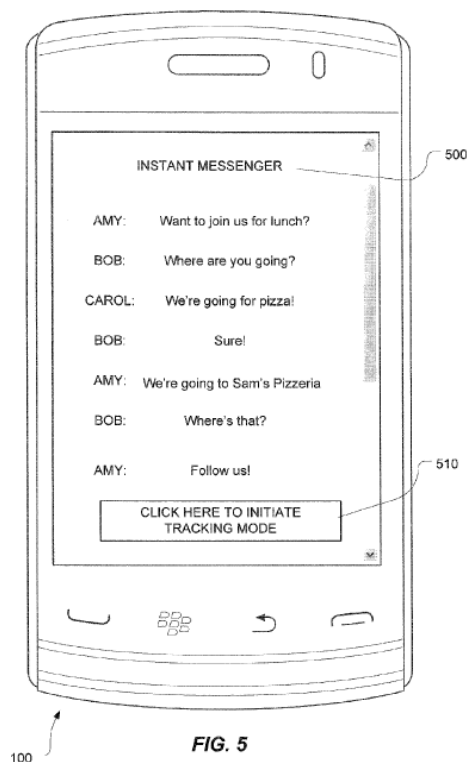 INSTANT MESSENGER
500
AMY: Want to join us for lunch?
BOB: Where are you going?
CAROL: We're going for pizza!
BOB: Sure!
AMY: We're going to Sam's Pizzeria
BOB: Where's that?
AMY: Follow us!
510
CLICK HERE TO INITIATE
TRACKING MODE
100
FIG. 5